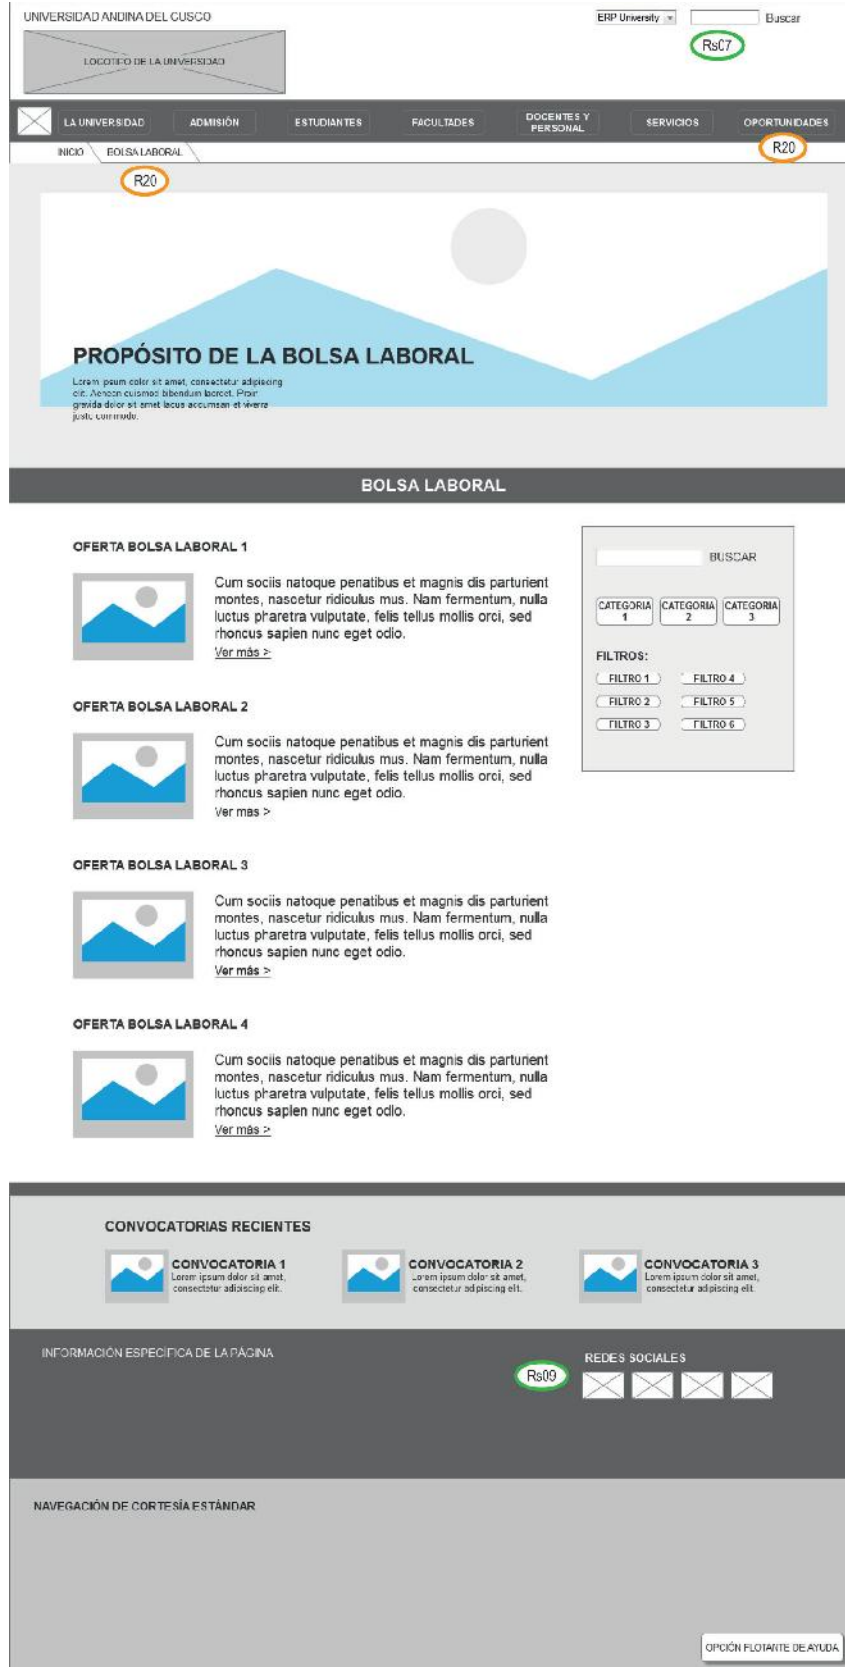 UNIVERSIDAD ANDINA DEL CUSCO
ERP University
Buscar
Rs07
LOGOTIPO DE LA UNIVERSIDAD
LA UNIVERSIDAD
ADMISIÓN
ESTUDIANTES
FACULTADES
DOCENTES Y
PERSONAL
SERVICIOS
OPORTUNIDADES
INICIO
BOLSA LABORAL
R20
R20
PROPÓSITO DE LA BOLSA LABORAL
Lorem ipsum dolor sit amet, consectetur adipiscing
elit. Aenean euismod bibendum laoreet. Proin
gravida dolor sit amet lacus accumsan et viverra
justo commodo.
BOLSA LABORAL
OFERTA BOLSA LABORAL 1
Cum sociis natoque penatibus et magnis dis parturient
montes, nascetur ridiculus mus. Nam fermentum, nulla
luctus pharetra vulputate, felis tellus mollis orci, sed
rhoncus sapien nunc eget odio.
Ver más >
BUSCAR
CATEGORIA
1
CATEGORIA
2
CATEGORIA
3
FILTROS:
FILTRO 1
FILTRO 4
FILTRO 2
FILTRO 5
FILTRO 3
FILTRO 6
OFERTA BOLSA LABORAL 2
Cum sociis natoque penatibus et magnis dis parturient
montes, nascetur ridiculus mus. Nam fermentum, nulla
luctus pharetra vulputate, felis tellus mollis orci, sed
rhoncus sapien nunc eget odio.
Ver más >
OFERTA BOLSA LABORAL 3
Cum sociis natoque penatibus et magnis dis parturient
montes, nascetur ridiculus mus. Nam fermentum, nulla
luctus pharetra vulputate, felis tellus mollis orci, sed
rhoncus sapien nunc eget odio.
Ver más >
OFERTA BOLSA LABORAL 4
Cum sociis natoque penatibus et magnis dis parturient
montes, nascetur ridiculus mus. Nam fermentum, nulla
luctus pharetra vulputate, felis tellus mollis orci, sed
rhoncus sapien nunc eget odio.
Ver más >
CONVOCATORIAS RECIENTES
CONVOCATORIA 1
Lorem ipsum dolor sit amet,
consectetur adipiscing elit.
CONVOCATORIA 2
Lorem ipsum dolor sit amet,
consectetur adipiscing elit.
CONVOCATORIA 3
Lorem ipsum dolor sit amet,
consectetur adipiscing elit.
INFORMACIÓN ESPECÍFICA DE LA PÁGINA
Rs09
REDES SOCIALES
NAVEGACIÓN DE CORTESÍA ESTÁNDAR
OPCIÓN FLOTANTE DE AYUDA